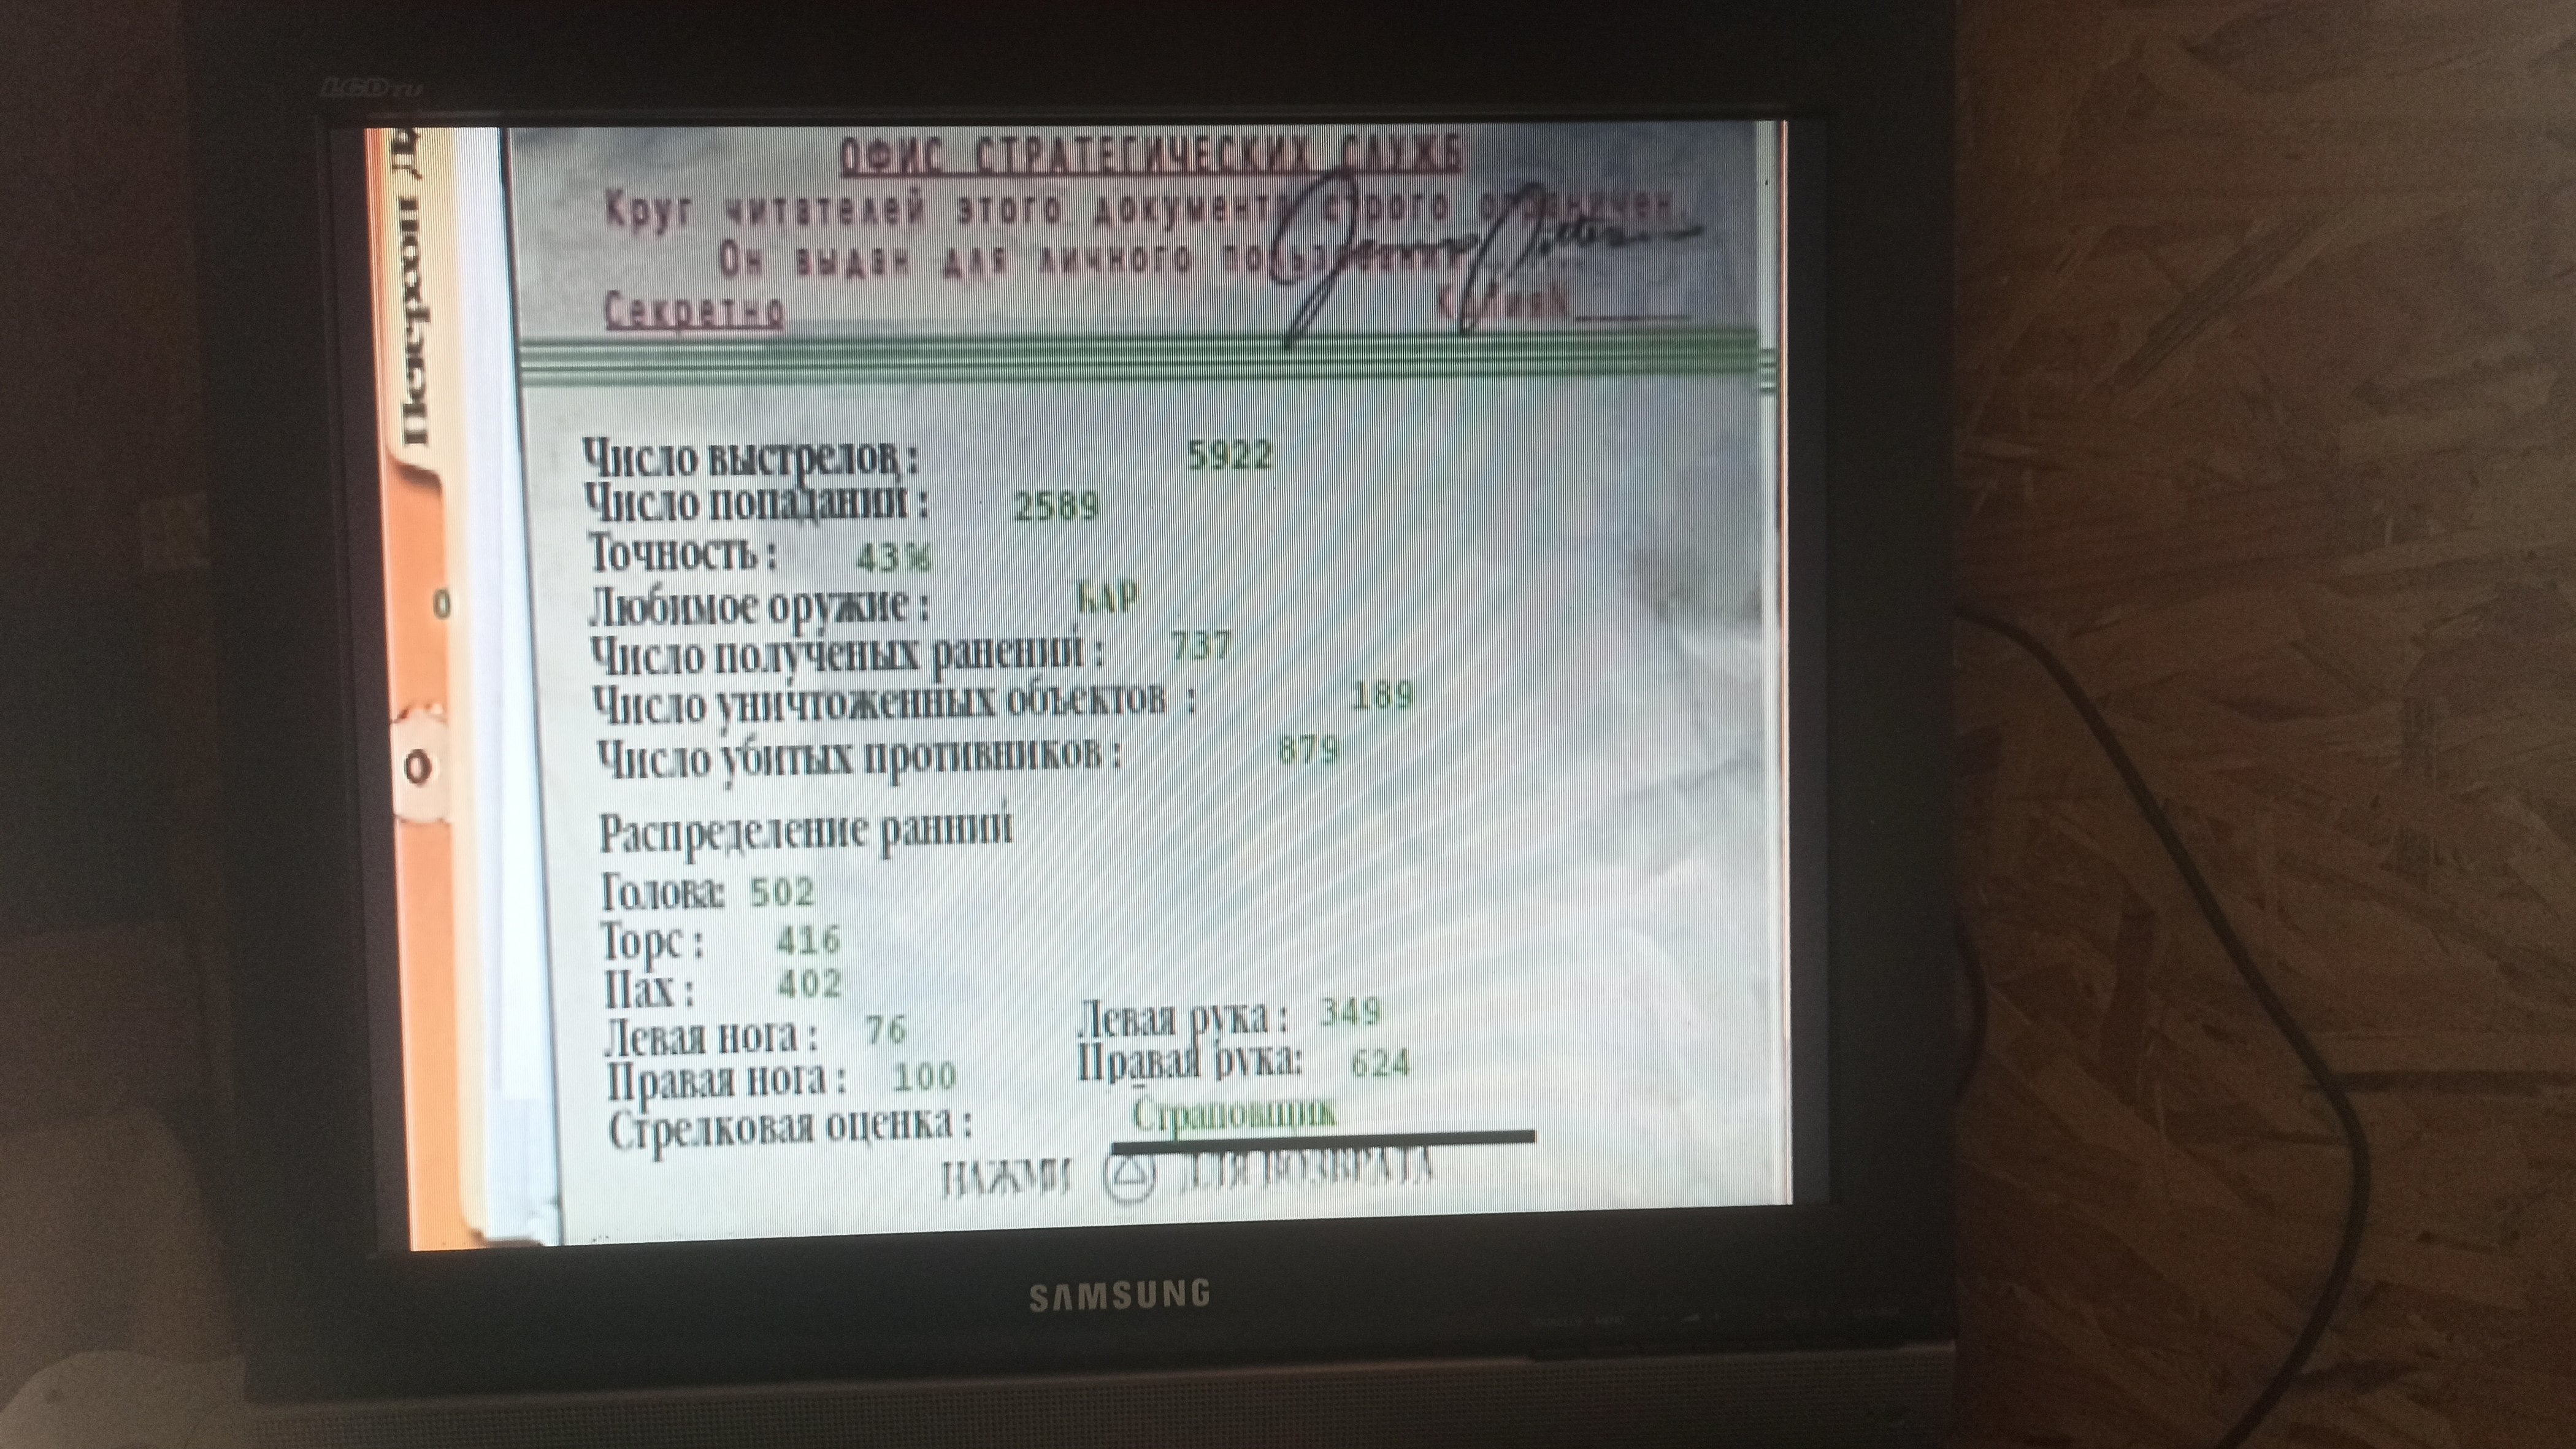 LCDTV
ОФИС СТРАТЕГИЧЕСКИХ СЛУЖБ
Круг читателей этого документа строго ограничен.
Он выдан для личного пользования
Секретно
Число выстрелов: 5922
Число попаданий: 2589
Точность: 43%
Любимое оружие: БАР
0
Число полученых ранений: 737
Число уничтоженных объектов : 189
Число убитых противников: 879
0
Распределение ранний
Голова: 502
Торс: 416
Пах: 402
Левая нога: 76 Левая рука: 349
Правая нога: 100 Правая рука: 624
Стрелковая оценка: Страповщик
НАЖМИ ДЛЯ ВОЗВРАТА
SAMSUNG